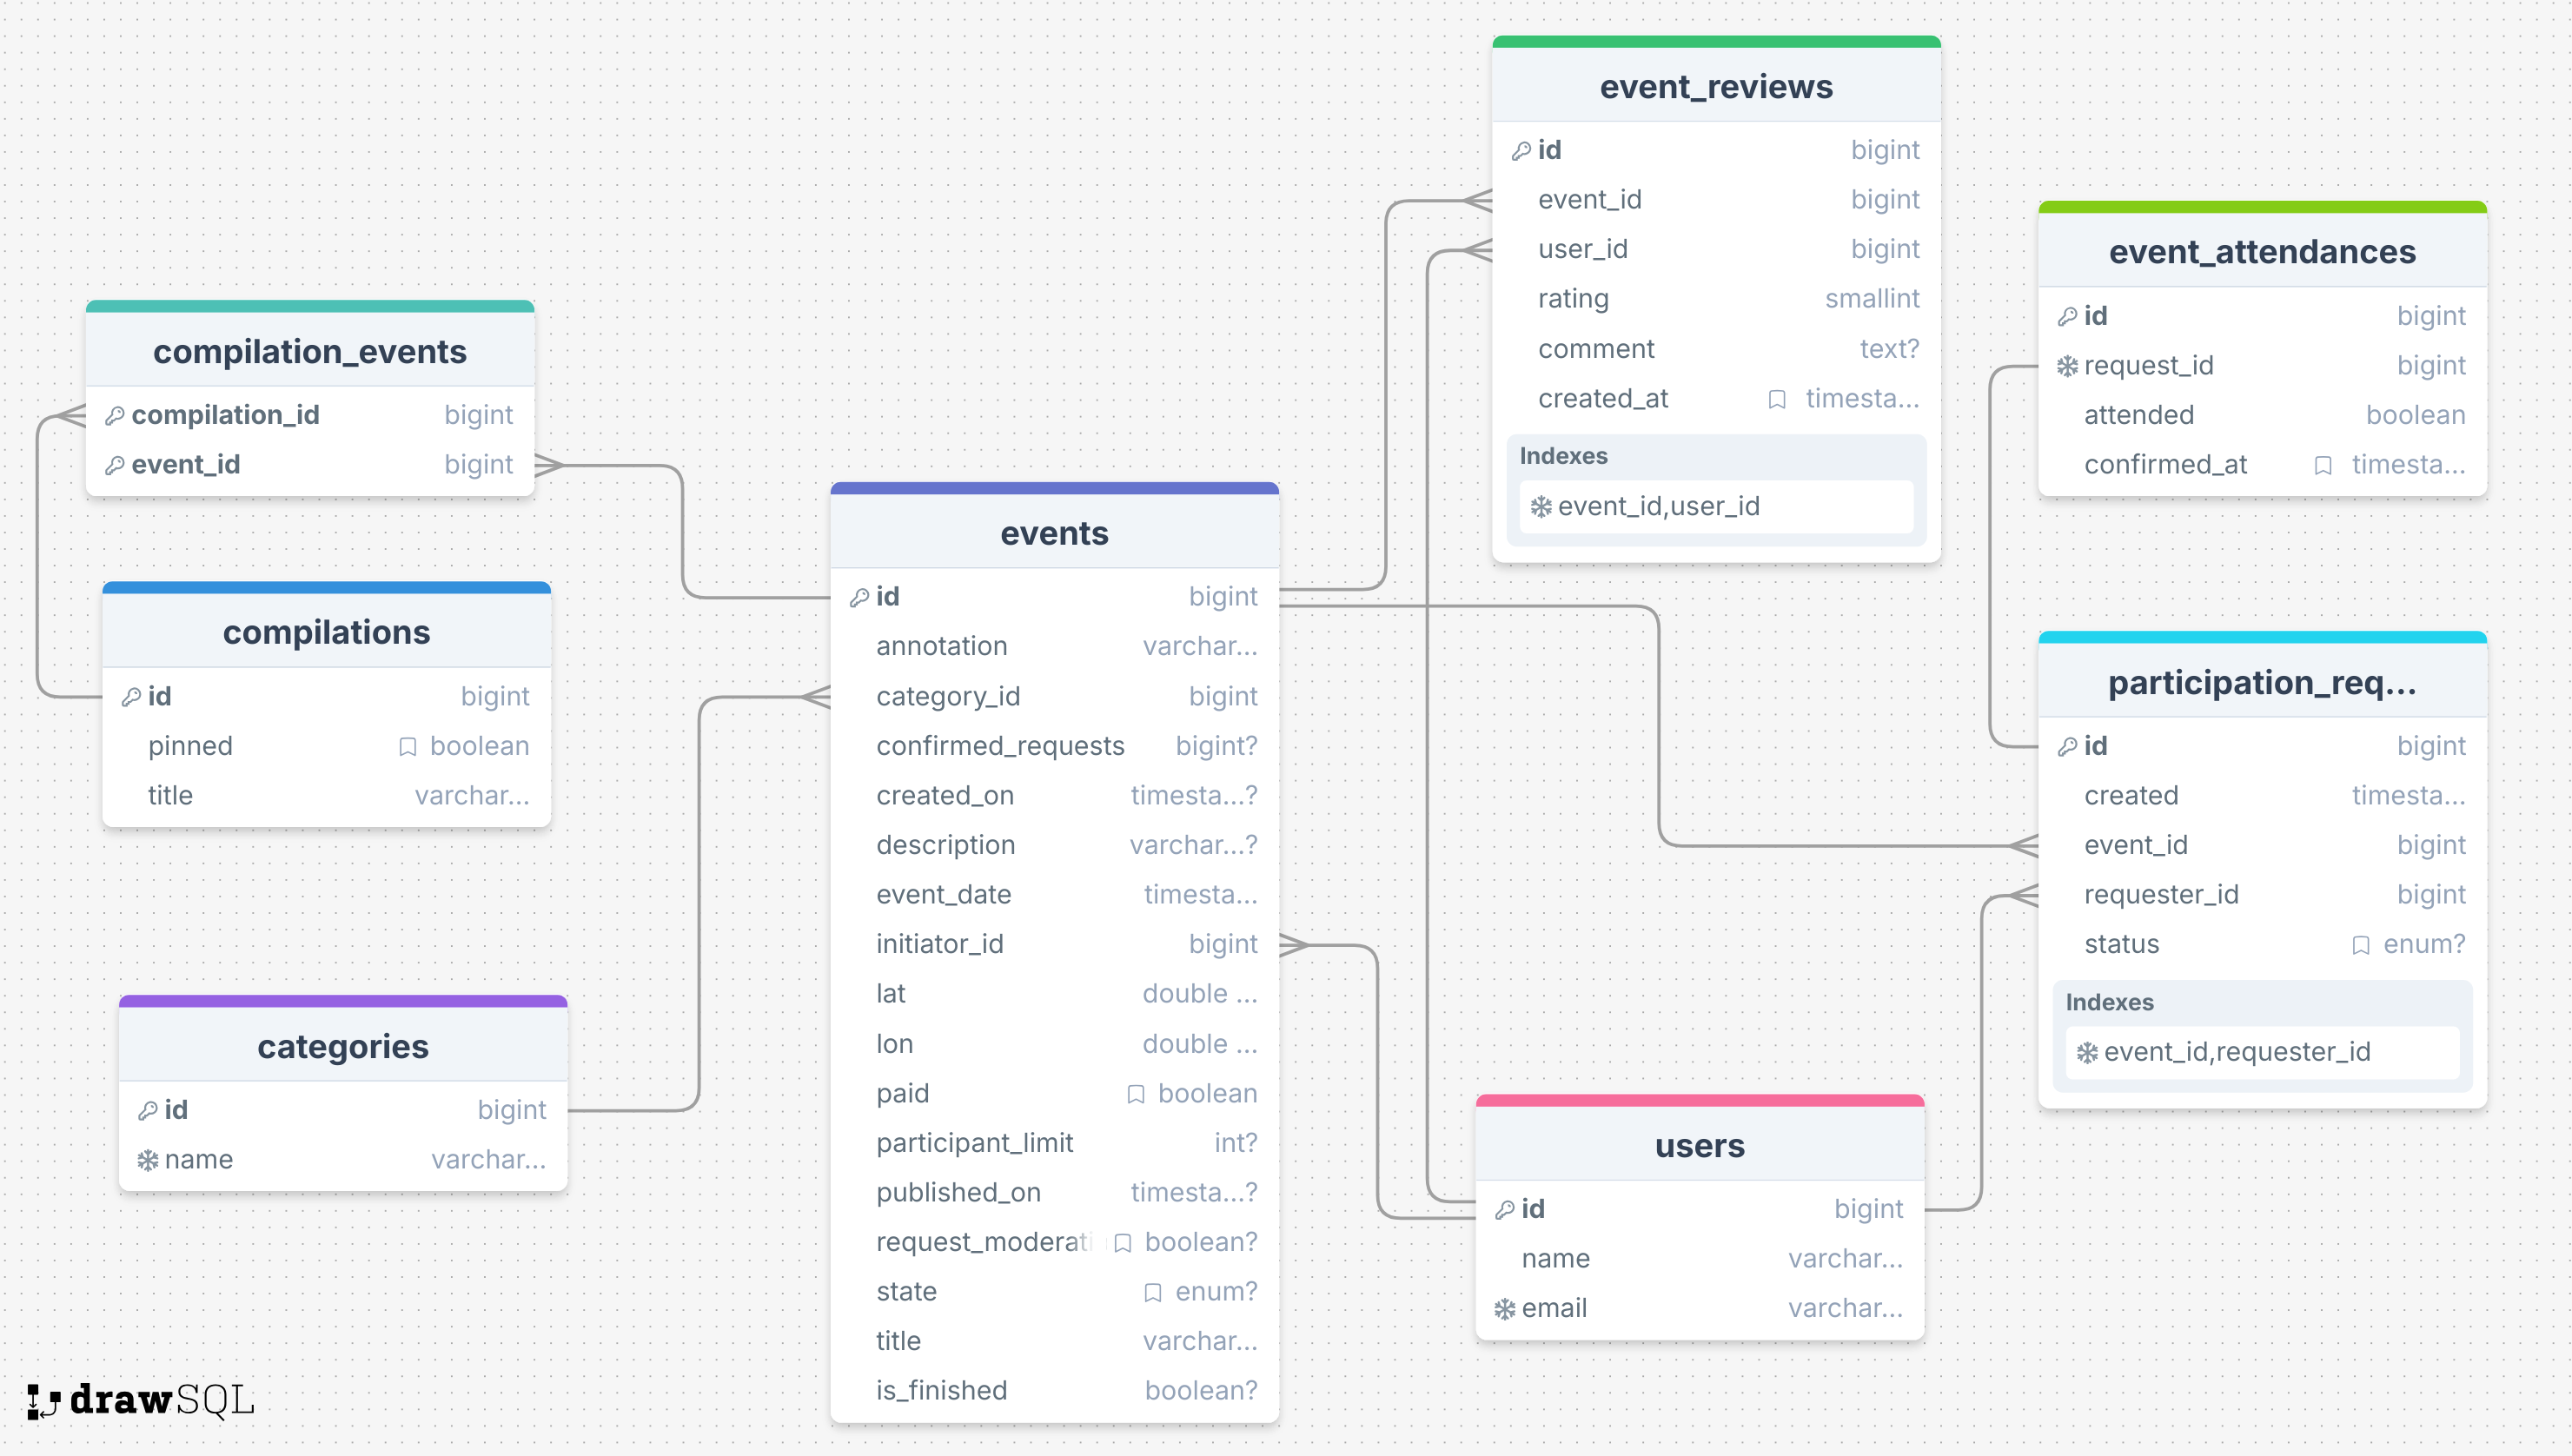 compilation_events
compilation_id bigint
event_id bigint
compilations
id bigint
pinned boolean
title varchar...
categories
id bigint
name varchar...
events
id bigint
annotation varchar...
category_id bigint
confirmed_requests bigint?
created_on timesta...?
description varchar...?
event_date timesta...
initiator_id bigint
lat double ...
lon double ...
paid boolean
participant_limit int?
published_on timesta...?
request_moderati boolean?
state enum?
title varchar...
is_finished boolean?
event_reviews
id bigint
event_id bigint
user_id bigint
rating smallint
comment text?
created_at timesta...
Indexes
event_id,user_id
users
id bigint
name varchar...
email varchar...
event_attendances
id bigint
request_id bigint
attended boolean
confirmed_at timesta...
participation_req...
id bigint
created timesta...
event_id bigint
requester_id bigint
status enum?
Indexes
event_id,requester_id
drawSQL